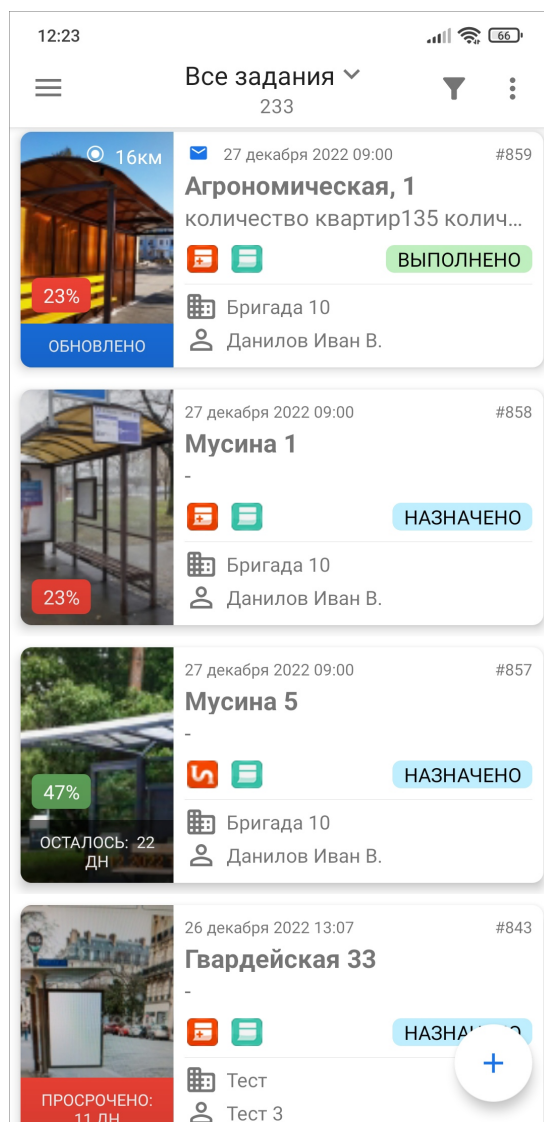 12:23
66
Все задания
233
16км
27 декабря 2022 09:00
#859
Агрономическая, 1
количество квартир135 колич...
ВЫПОЛНЕНО
23%
Бригада 10
ОБНОВЛЕНО
Данилов Иван В.
27 декабря 2022 09:00
#858
Мусина 1
-
НАЗНАЧЕНО
Бригада 10
23%
Данилов Иван В.
27 декабря 2022 09:00
#857
Мусина 5
-
НАЗНАЧЕНО
47%
Бригада 10
ОСТАЛОСЬ: 22
ДН
Данилов Иван В.
26 декабря 2022 13:07
#843
Гвардейская 33
-
Тест
ПРОСРОЧЕНО:
11 ДН
Тест 3